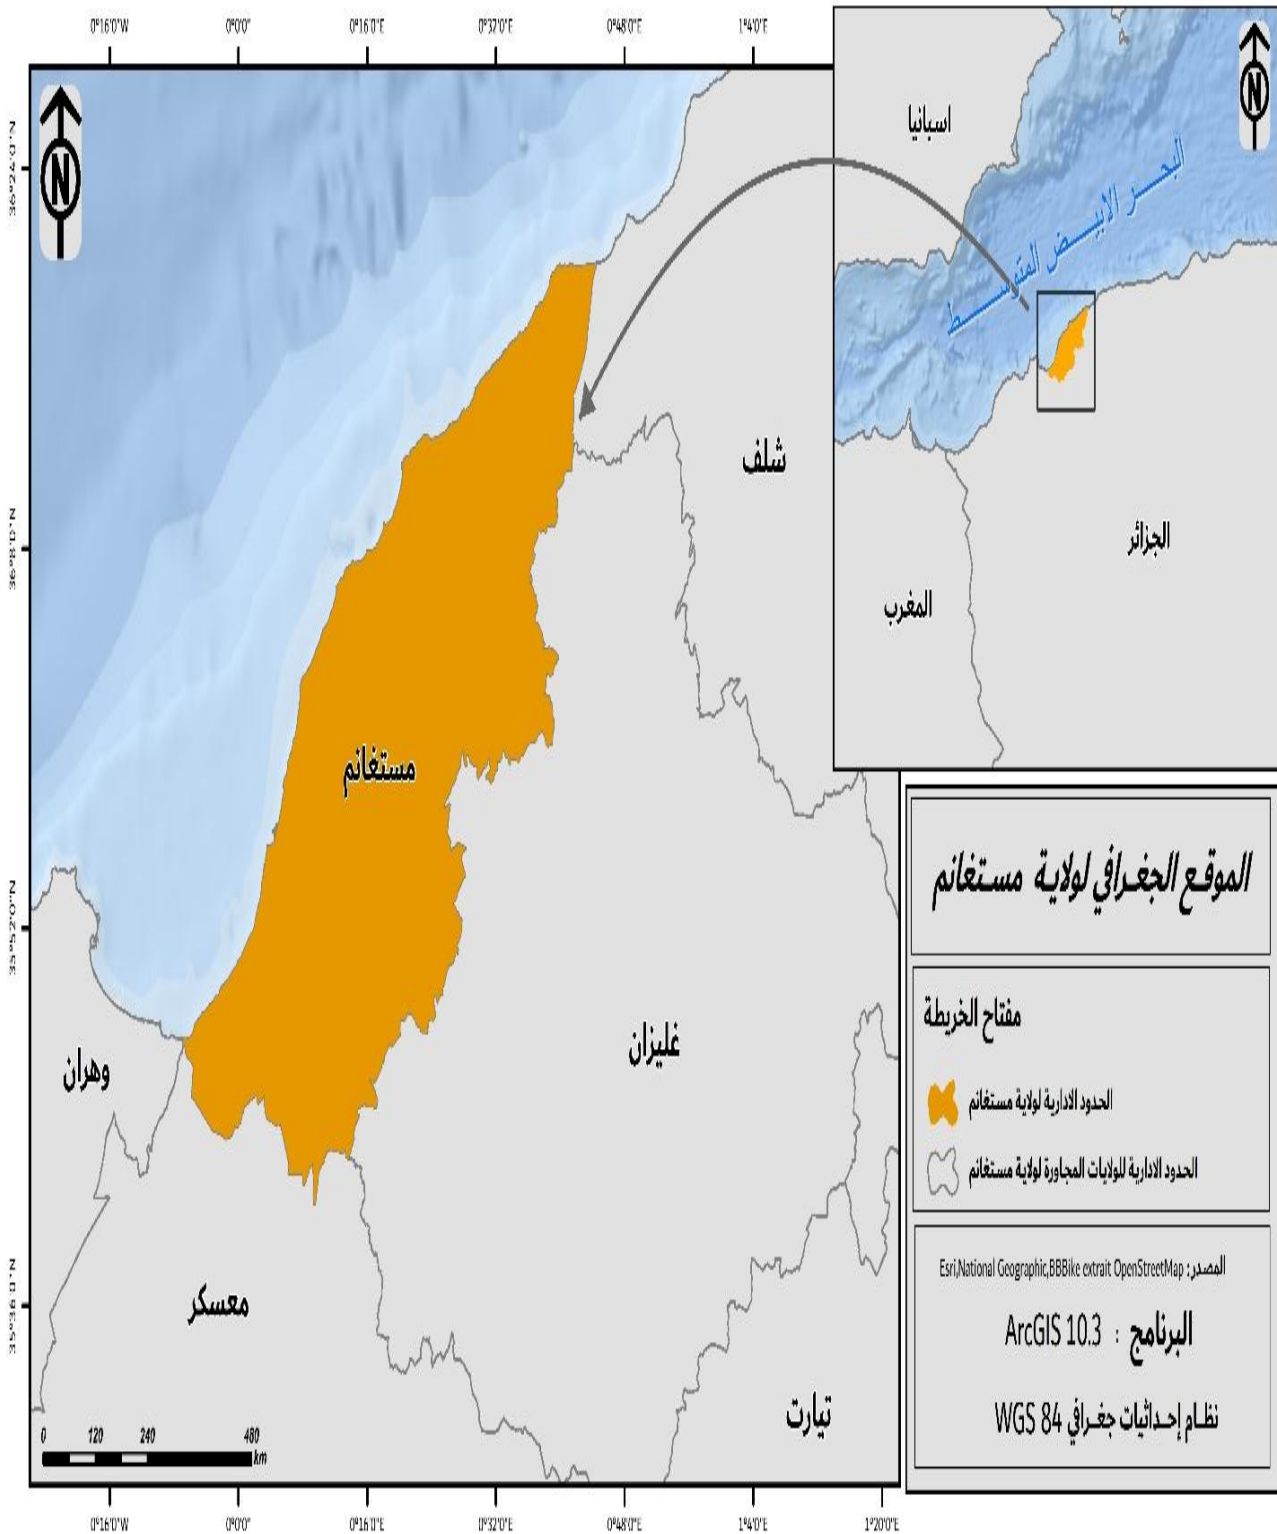 0°16'0"W 0°0'0" 0°16'0"E 0°32'0"E 0°48'0"E 1°4'0"E
36°24'0"N
36°8'0"N
35°52'0"N
35°36'0"N
N
N
اسبانيا
البحر الابيض المتوسط
الجزائر
المغرب
شلف
مستغانم
غليزان
وهران
معسكر
تيارت
0 120 240 480
km
0°16'0"W 0°0'0" 0°16'0"E 0°32'0"E 0°48'0"E 1°4'0"E 1°20'0"E
الموقع الجغرافي لولاية مستغانم
مفتاح الخريطة
الحدود الادارية لولاية مستغانم
الحدود الادارية للولايات المجاورة لولاية مستغانم
المصدر: Esri,National Geographic,BBBike extrait OpenStreetMap
البرنامج : ArcGIS 10.3
نظام إحداثيات جغرافي WGS 84